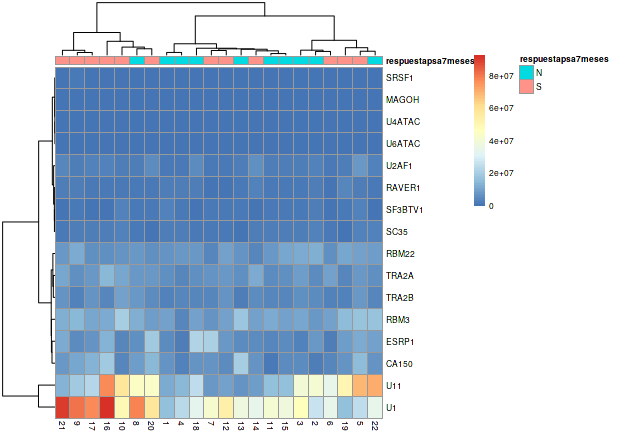 respuestapsa7meses
SRSF1
MAGOH
U4ATAC
U6ATAC
U2AF1
RAVER1
SF3BTV1
SC35
RBM22
TRA2A
TRA2B
RBM3
ESRP1
CA150
U11
U1
21 9 17 16 10 8 20 1 4 18 7 12 13 14 11 15 3 2 6 19 5 22
8e+07
6e+07
4e+07
2e+07
0
respuestapsa7meses
N
S